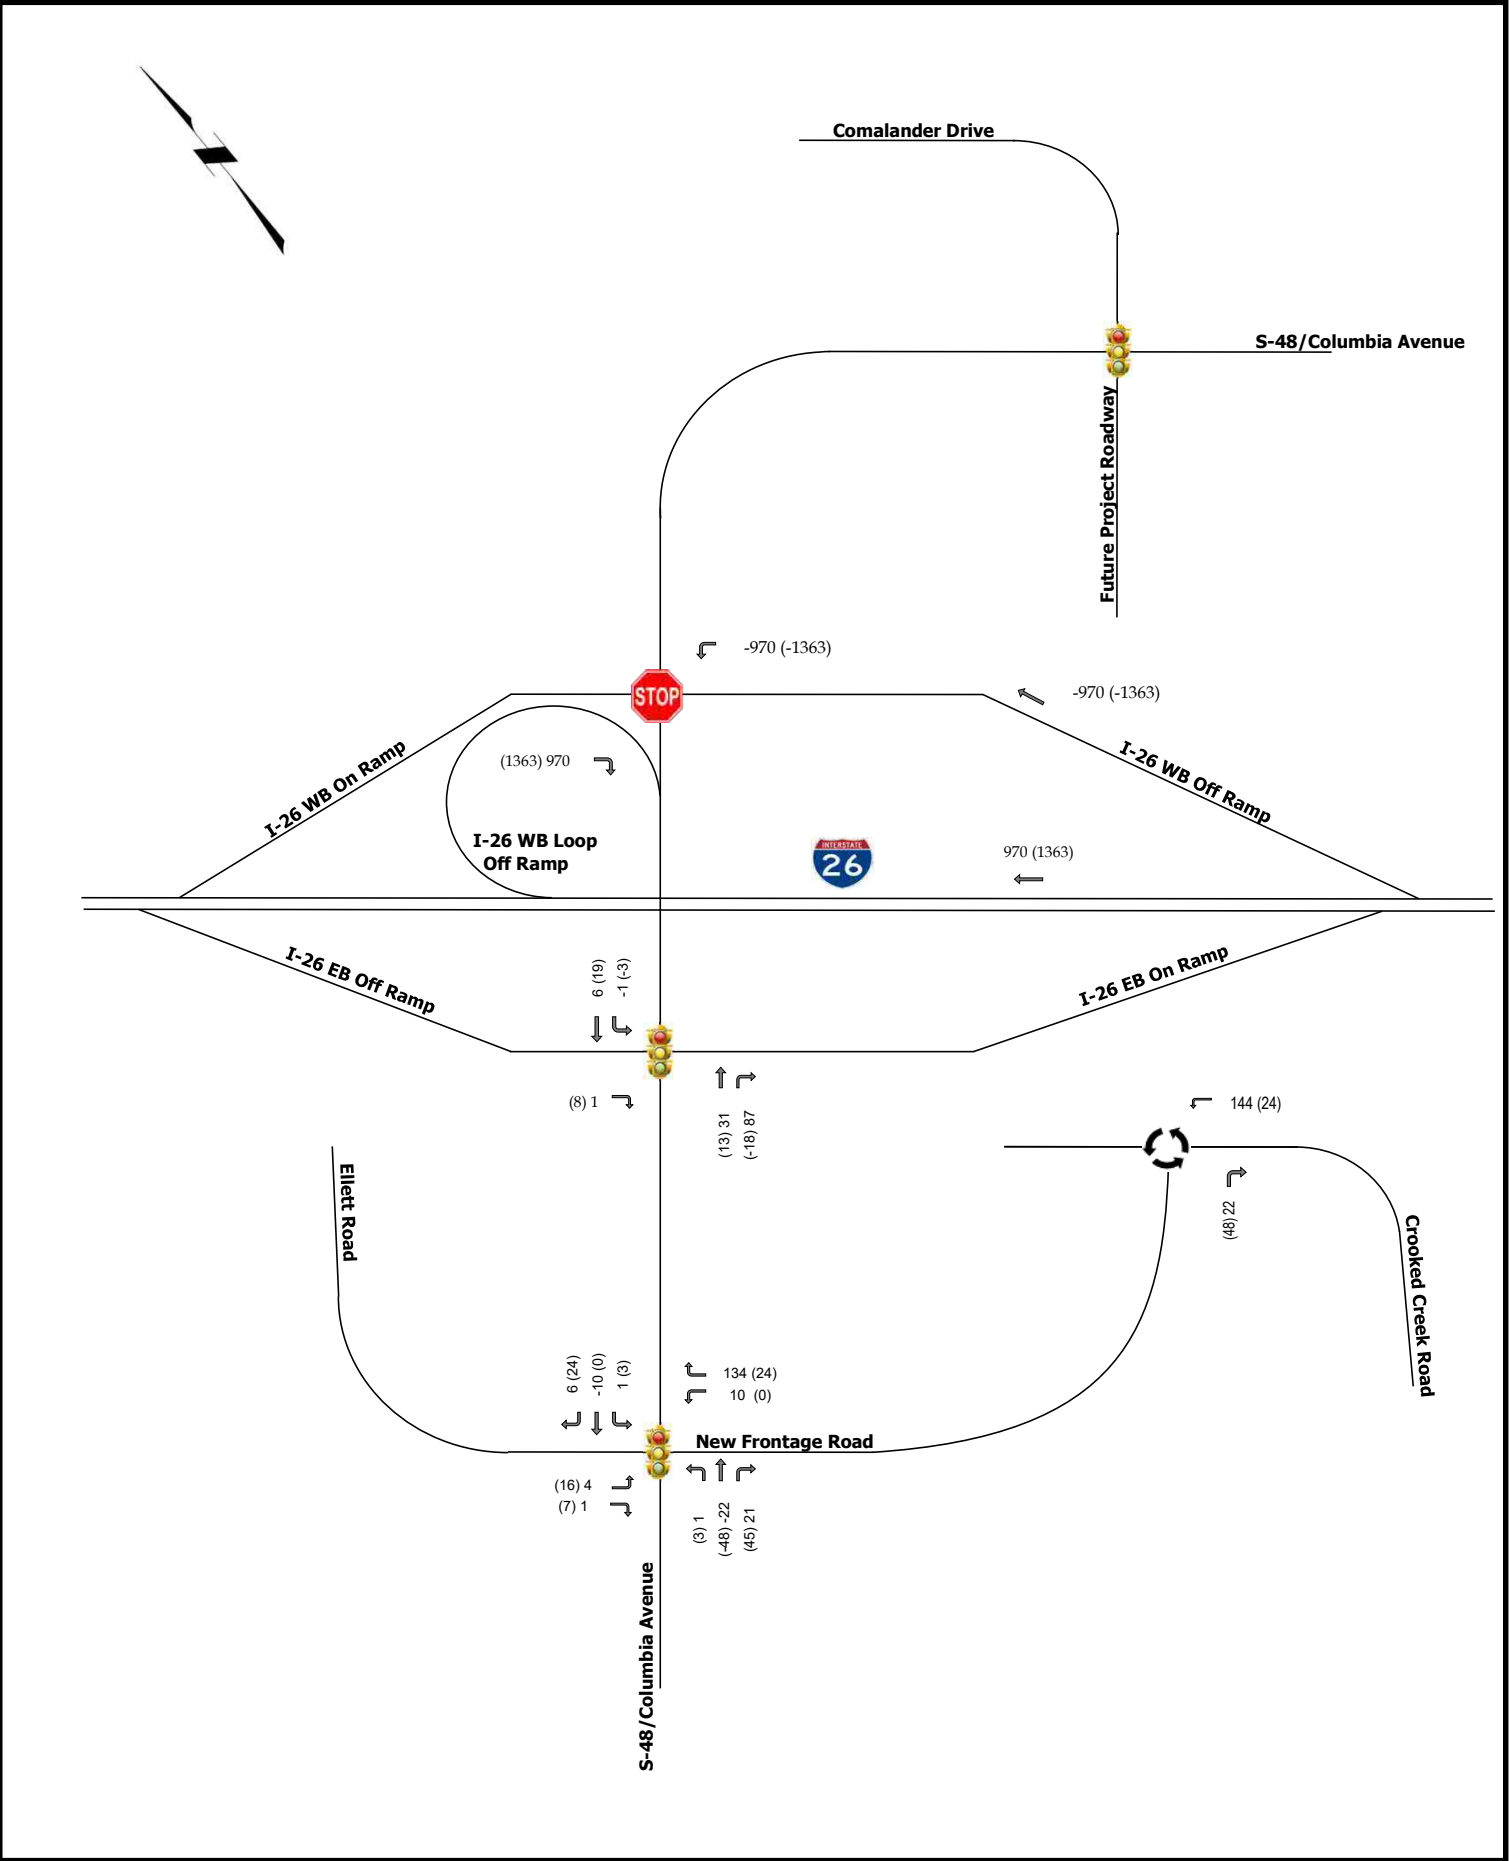 Comalander Drive
S-48/Columbia Avenue
Future Project Roadway
-970 (-1363)
STOP
-970 (-1363)
I-26 WB On Ramp
I-26 WB Off Ramp
(1363) 970
I-26 WB Loop
Off Ramp
INTERSTATE
26
970 (1363)
I-26 EB Off Ramp
6 (19)
-1 (-3)
I-26 EB On Ramp
(8) 1
(13) 31
(-18) 87
144 (24)
Ellett Road
(48) 22
Crooked Creek Road
6 (24)
-10 (0)
1 (3)
134 (24)
10 (0)
New Frontage Road
(16) 4
(7) 1
(3) 1
(-48) -22
(45) 21
S-48/Columbia Avenue